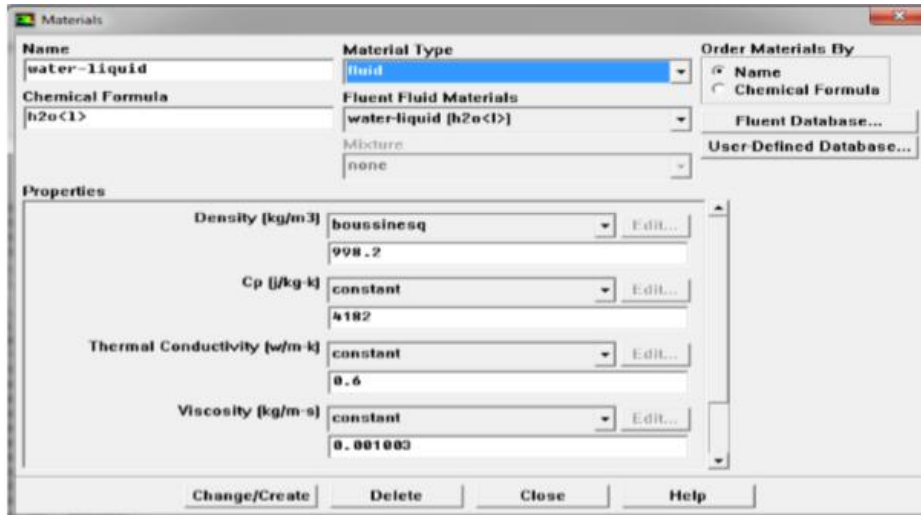 Materials
Name
water-liquid
Material Type
fluid
Order Materials By
Name
Chemical Formula
Chemical Formula
h2o<l>
Fluent Fluid Materials
water-liquid (h2o<l>)
Fluent Database...
User-Defined Database...
Mixture
none
Properties
Density (kg/m3) boussinesq Edit...
998.2
Cp (j/kg-k) constant Edit...
4182
Thermal Conductivity (w/m-k) constant Edit...
0.6
Viscosity (kg/m-s) constant Edit...
0.001003
Change/Create Delete Close Help